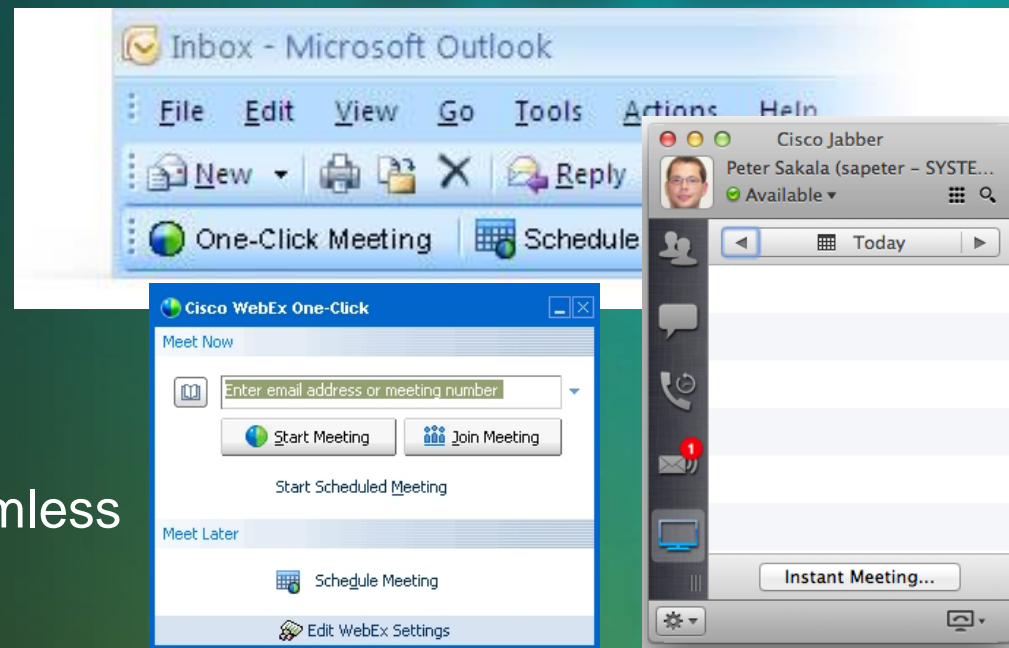 Inbox - Microsoft Outlook
File Edit View Go Tools Actions Help
New Reply
One-Click Meeting Schedule
Cisco Jabber
Peter Sakala (sapeter – SYSTE...
Available
Today
1
Instant Meeting...
Cisco WebEx One-Click
Meet Now
Enter email address or meeting number
Start Meeting Join Meeting
Start Scheduled Meeting
Meet Later
Schedule Meeting
Edit WebEx Settings
mless